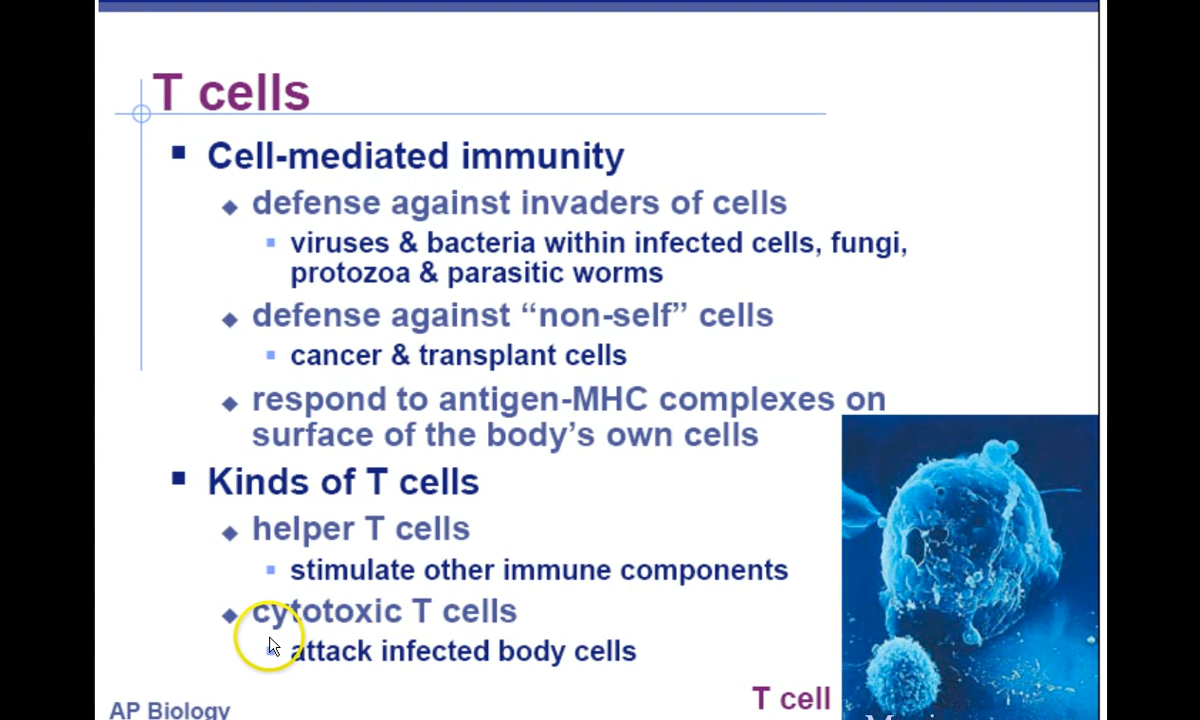 T cells
Cell-mediated immunity
defense against invaders of cells
viruses & bacteria within infected cells, fungi,
protozoa & parasitic worms
defense against “non-self” cells
cancer & transplant cells
respond to antigen-MHC complexes on
surface of the body’s own cells
Kinds of T cells
helper T cells
stimulate other immune components
cytotoxic T cells
attack infected body cells
T cell
AP Biology